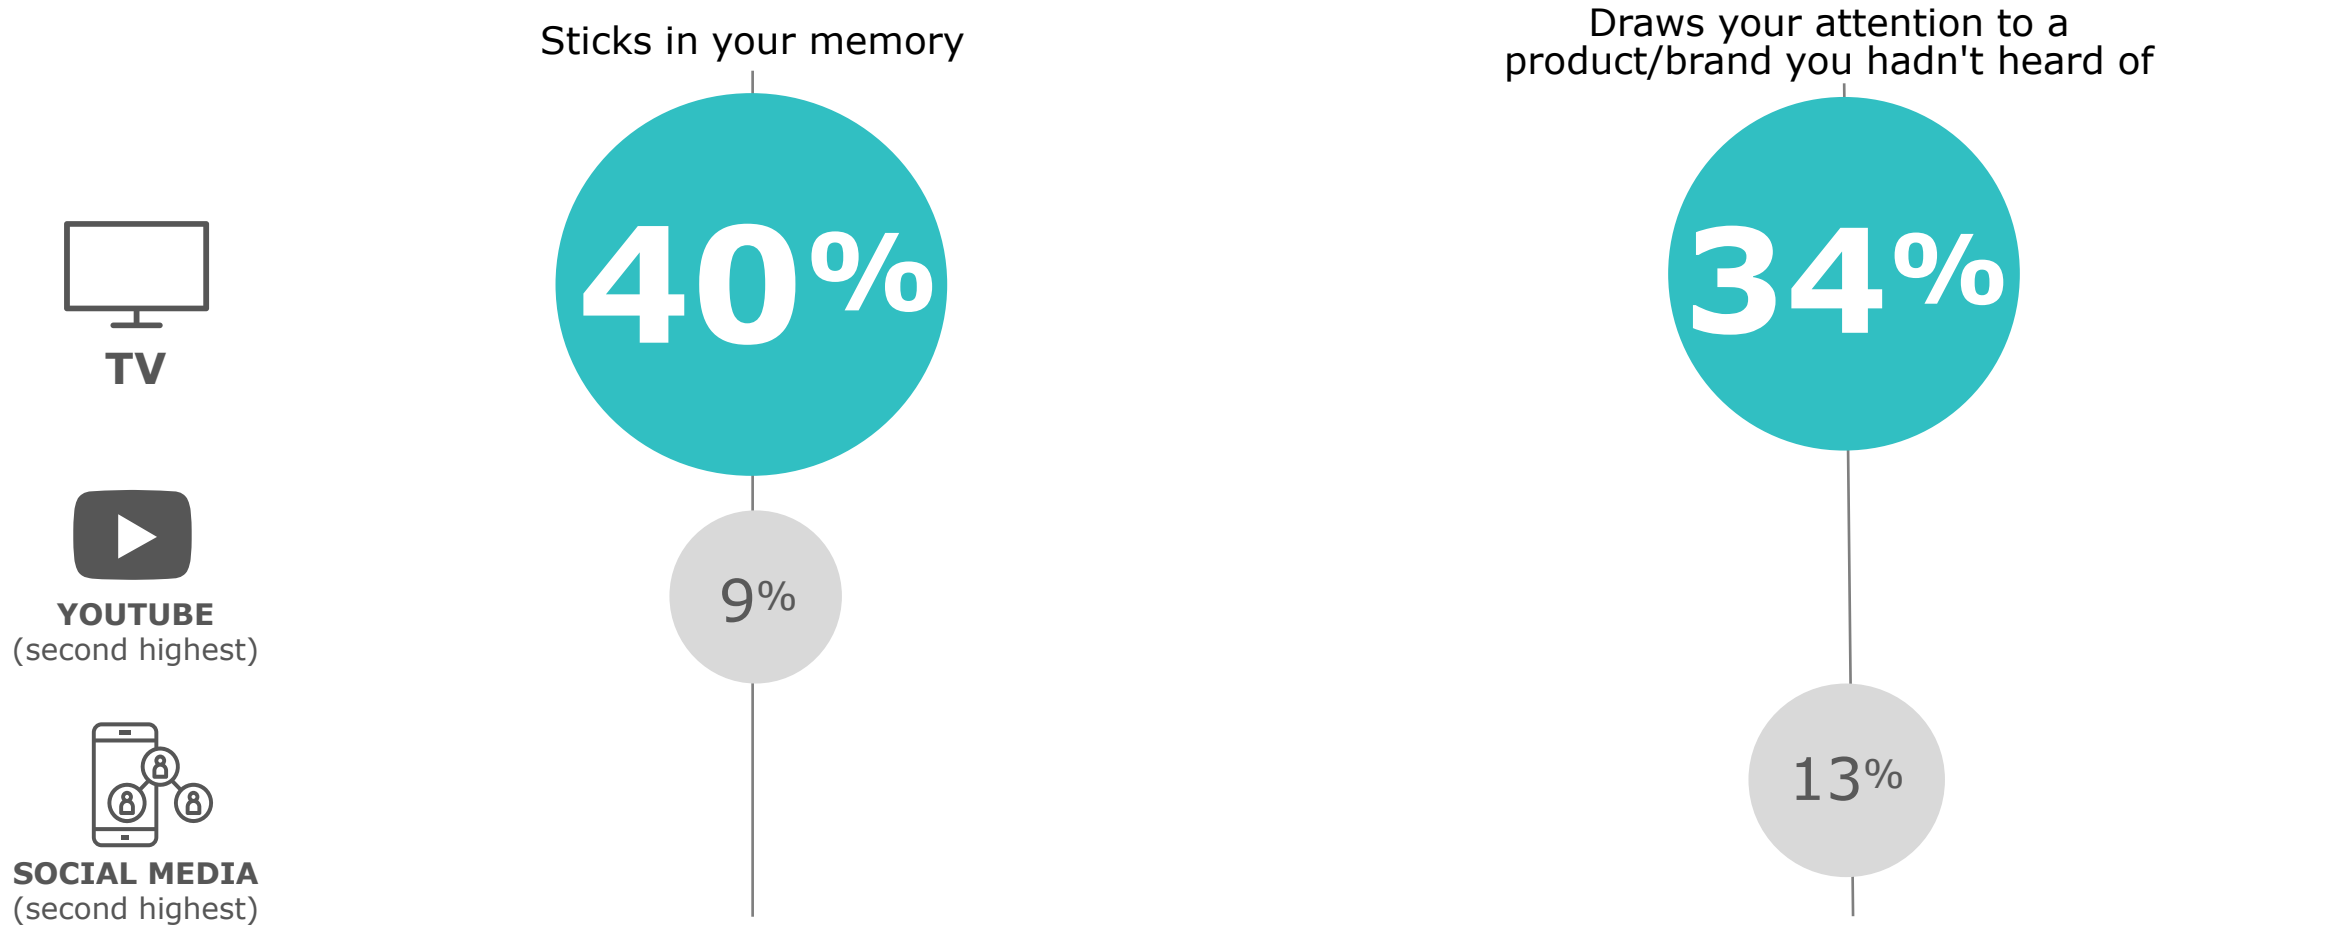 Sticks in your memory
Draws your attention to a
product/brand you hadn't heard of
40%
34%
TV
9%
YOUTUBE
(second highest)
13%
SOCIAL MEDIA
(second highest)